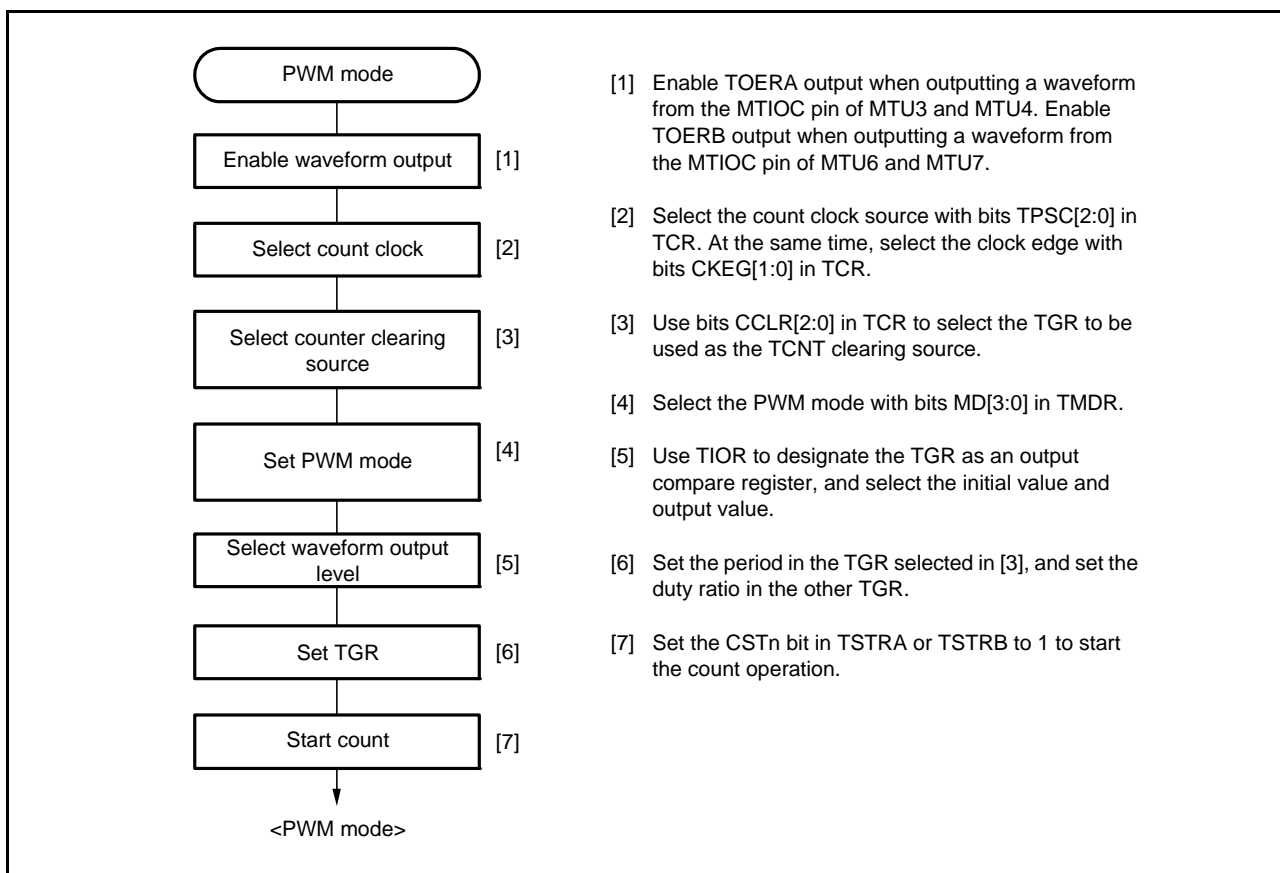 PWM mode
Enable waveform output
[1]
Select count clock
[2]
Select counter clearing
source
[3]
Set PWM mode
[4]
Select waveform output
level
[5]
Set TGR
[6]
Start count
[7]
<PWM mode>
[1] Enable TOERA output when outputting a waveform
from the MTIOC pin of MTU3 and MTU4. Enable
TOERB output when outputting a waveform from
the MTIOC pin of MTU6 and MTU7.
[2] Select the count clock source with bits TPSC[2:0] in
TCR. At the same time, select the clock edge with
bits CKEG[1:0] in TCR.
[3] Use bits CCLR[2:0] in TCR to select the TGR to be
used as the TCNT clearing source.
[4] Select the PWM mode with bits MD[3:0] in TMDR.
[5] Use TIOR to designate the TGR as an output
compare register, and select the initial value and
output value.
[6] Set the period in the TGR selected in [3], and set the
duty ratio in the other TGR.
[7] Set the CSTn bit in TSTRA or TSTRB to 1 to start
the count operation.